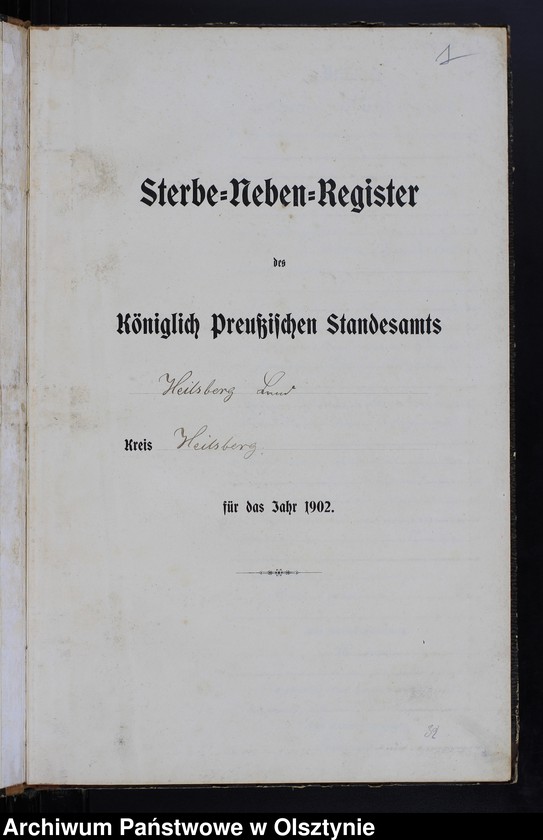 1
Sterbe=Neben=Register
des
Königlich Preußischen Standesamts
Heilsberg Land
Kreis Heilsberg.
für das Jahr 1902.
Archiwum Państwowe w Olsztynie